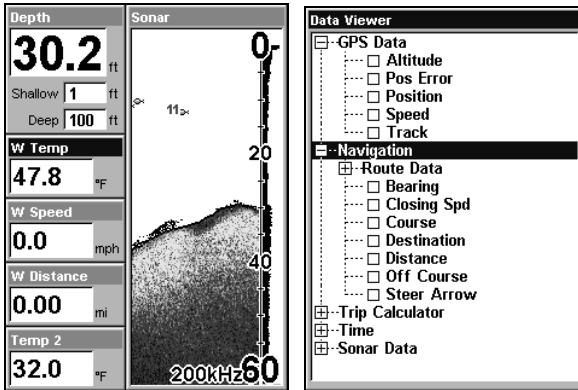 Depth
30.2 ft
Shallow 1 ft
Deep 100 ft
W Temp
47.8 °F
W Speed
0.0 mph
W Distance
0.00 mi
Temp 2
32.0 °F
Sonar
0
11
20
40
200kHz 60
Data Viewer
GPS Data
Altitude
Pos Error
Position
Speed
Track
Navigation
Route Data
Bearing
Closing Spd
Course
Destination
Distance
Off Course
Steer Arrow
Trip Calculator
Time
Sonar Data